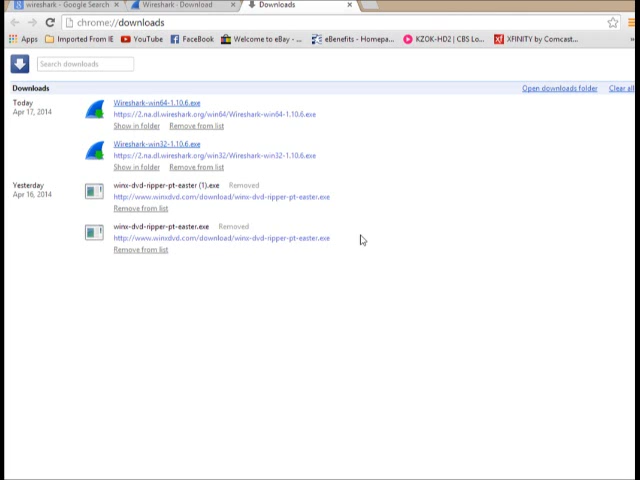 wireshark - Google Search
Wireshark · Download
Downloads
chrome://downloads
Apps
Imported From IE
YouTube
FaceBook
Welcome to eBay - ...
eBenefits - Homepa...
KZOK-HD2 | CBS Lo...
XFINITY by Comcast...
Search downloads
Downloads
Open downloads folder
Clear all
Today
Apr 17, 2014
Wireshark-win64-1.10.6.exe
https://2.na.dl.wireshark.org/win64/Wireshark-win64-1.10.6.exe
Show in folder Remove from list
Wireshark-win32-1.10.6.exe
https://2.na.dl.wireshark.org/win32/Wireshark-win32-1.10.6.exe
Show in folder Remove from list
Yesterday
Apr 16, 2014
winx-dvd-ripper-pt-easter (1).exe Removed
http://www.winxdvd.com/download/winx-dvd-ripper-pt-easter.exe
Remove from list
winx-dvd-ripper-pt-easter.exe Removed
http://www.winxdvd.com/download/winx-dvd-ripper-pt-easter.exe
Remove from list